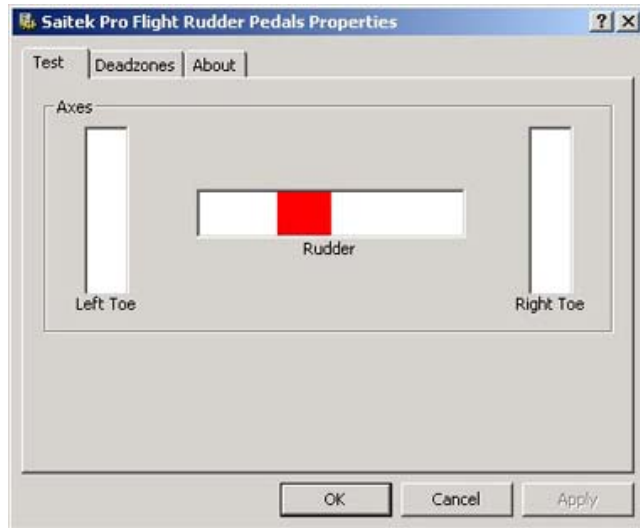 Saitek Pro Flight Rudder Pedals Properties
Test Deadzones About
Axes
Rudder
Left Toe Right Toe
OK Cancel Apply